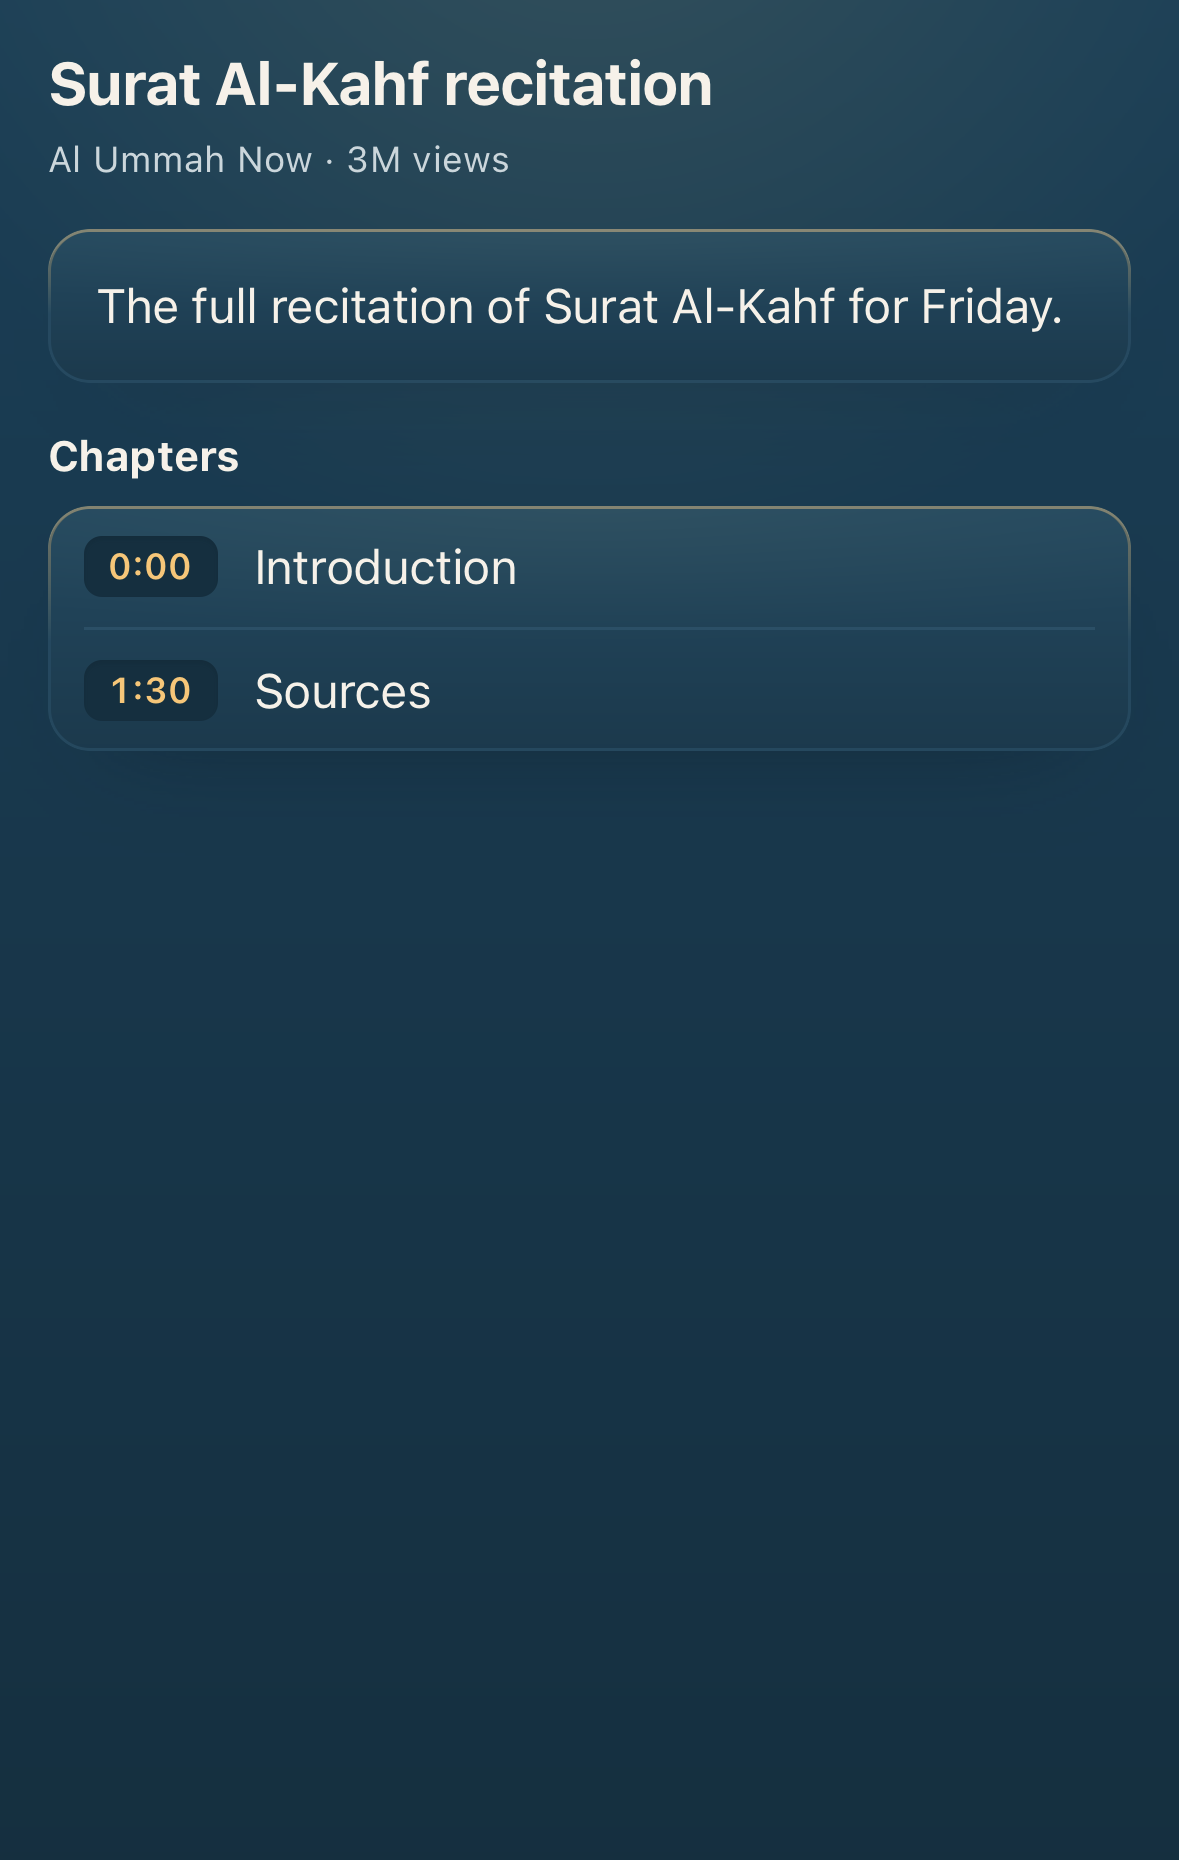 Surat Al-Kahf recitation
Al Ummah Now · 3M views
The full recitation of Surat Al-Kahf for Friday.
Chapters
0:00 Introduction
1:30 Sources